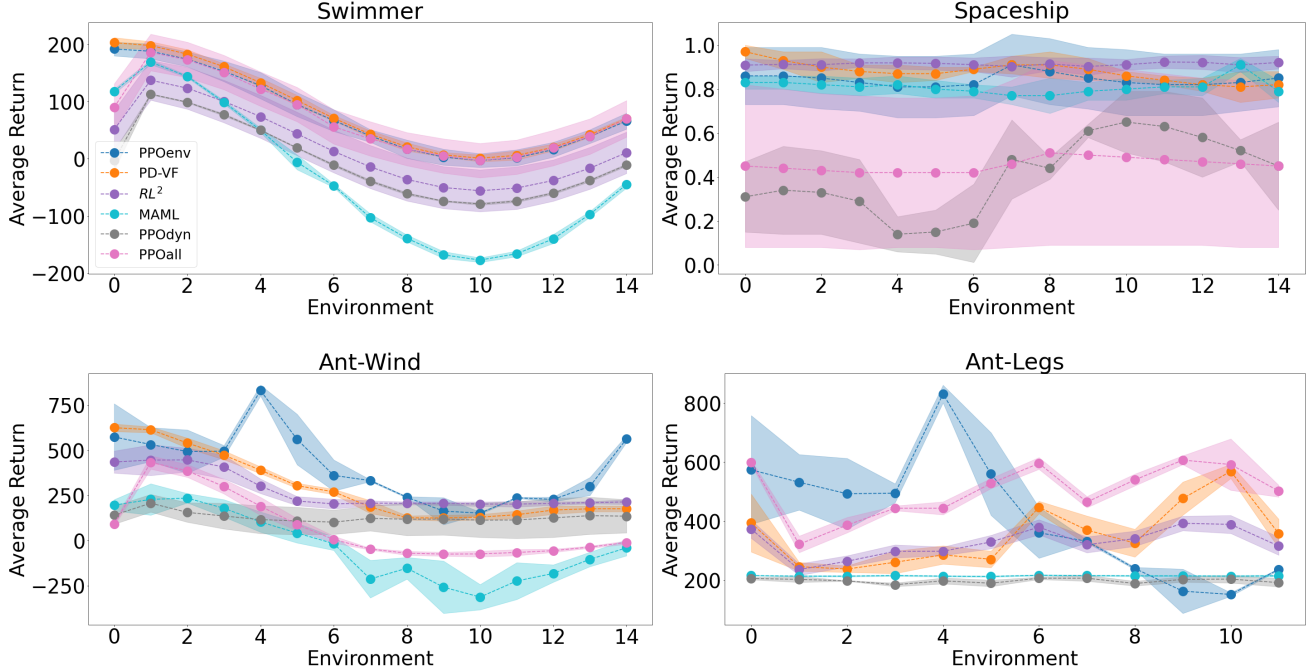 Swimmer
200
100
0
−100
−200
Average Return
PPOenv
PD-VF
RL²
MAML
PPOdyn
PPOall
0 2 4 6 8 10 12 14
Environment
Spaceship
1.0
0.8
0.6
0.4
0.2
0.0
Average Return
0 2 4 6 8 10 12 14
Environment
Ant-Wind
750
500
250
0
−250
Average Return
0 2 4 6 8 10 12 14
Environment
Ant-Legs
800
600
400
200
Average Return
0 2 4 6 8 10
Environment